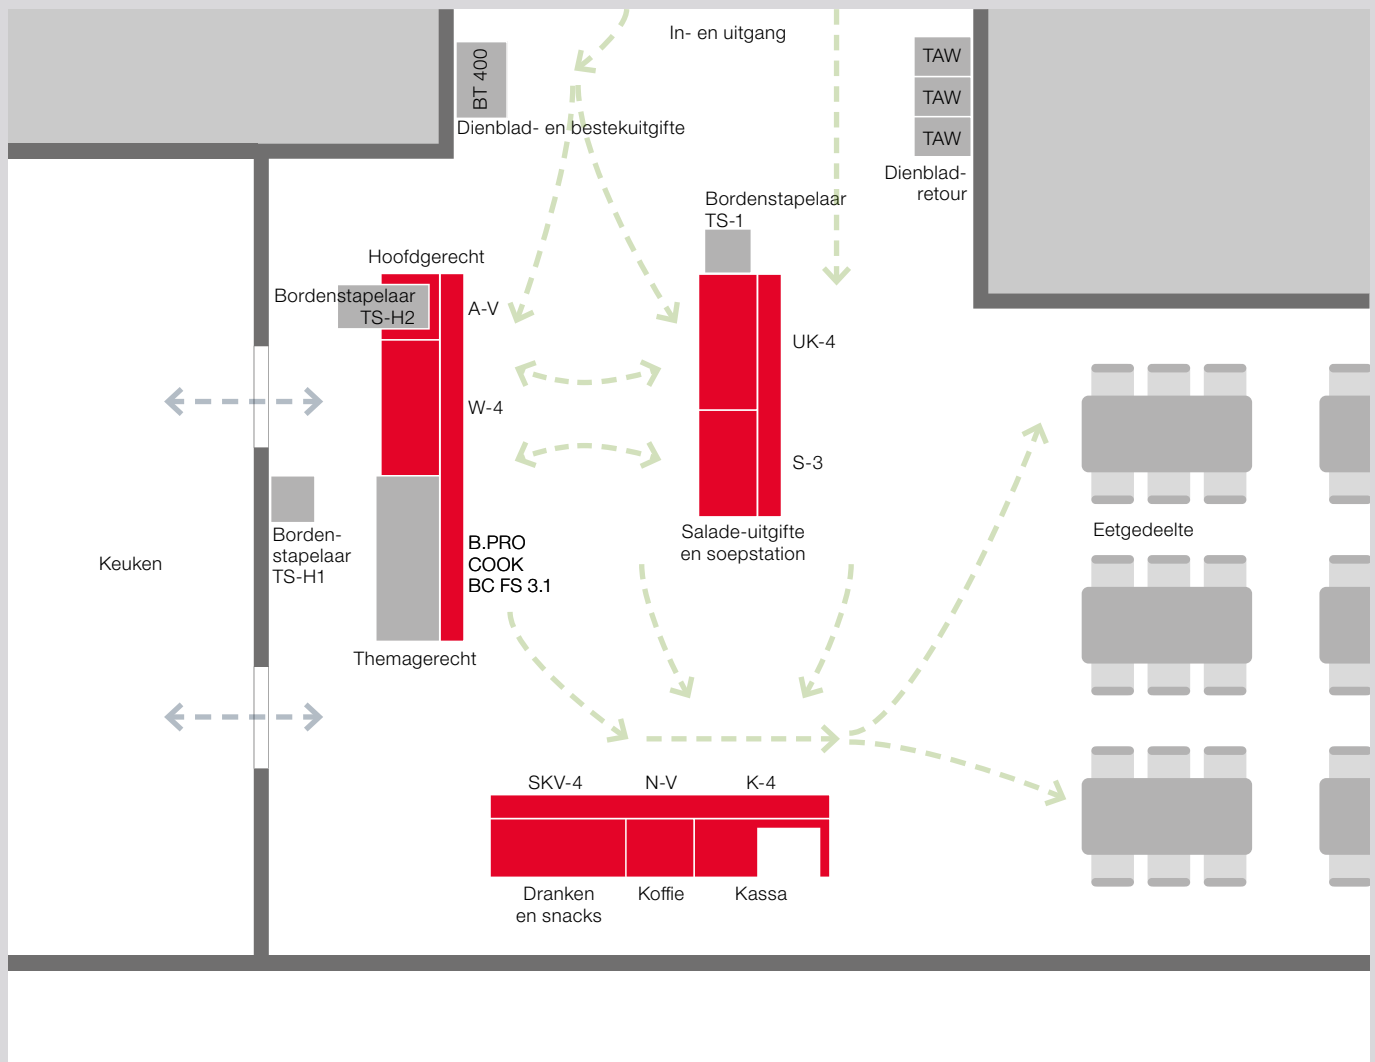 In- en uitgang
BT 400
Dienblad- en bestekuitgifte
TAW
TAW
TAW
Dienblad-
retour
Bordenstapelaar
TS-1
Hoofdgerecht
Bordenstapelaar
TS-H2
A-V
W-4
UK-4
S-3
Salade-uitgifte
en soepstation
Eetgedeelte
Keuken
Borden-
stapelaar
TS-H1
B.PRO
COOK
BC FS 3.1
Themagerecht
SKV-4
N-V
K-4
Dranken
en snacks
Koffie
Kassa